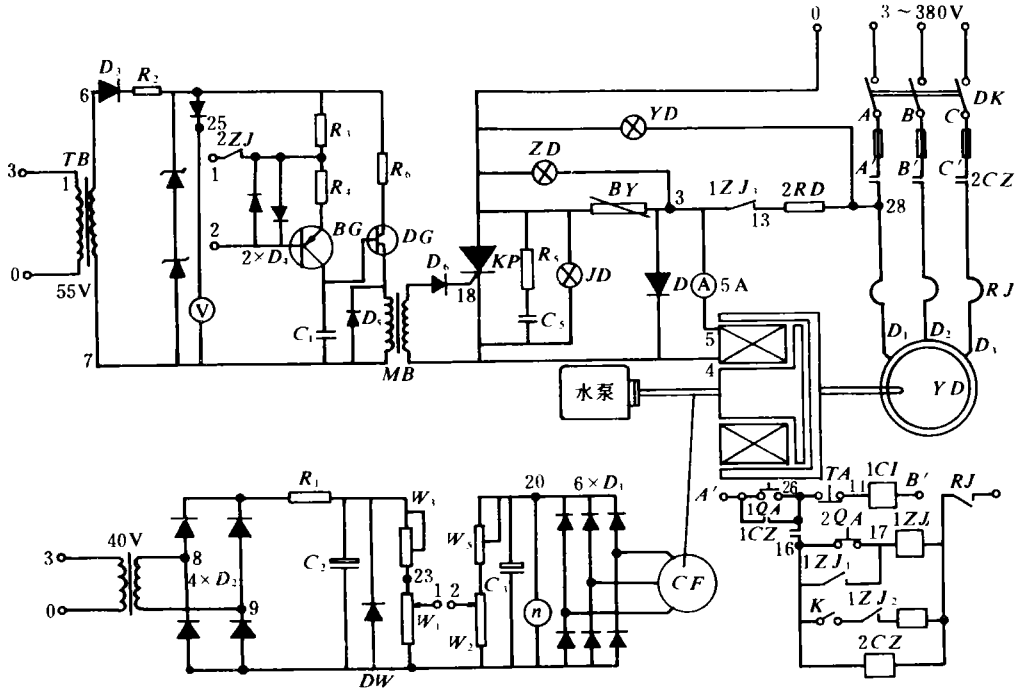 0
3 ~ 380V
D₃
R₂
6
DK
A
B
C
25
2ZJ
R₃
YD
3
TB
1
1
R₄
R₆
ZD
A′
B′
C′
2CZ
BY
3
1ZJ₃
13
2RD
28
2
BG
DG
2×D₄
KP
R₅
JD
D₆
18
D
A
5A
RJ
0
55V
V
C₁
D₅
C₅
D₁
D₂
D₃
5
7
MB
4
水泵
YD
R₁
W₃
20
6×D₃
A′
26
TA
11
1CJ
B′
RJ
1QA
2QA
1CZ
16
17
1ZJ
40V
3
8
C₂
W₅
C₃
4×D₂
23
1
2
CF
1ZJ₁
0
9
W₁
W₂
n
K
1ZJ₂
2CZ
DW